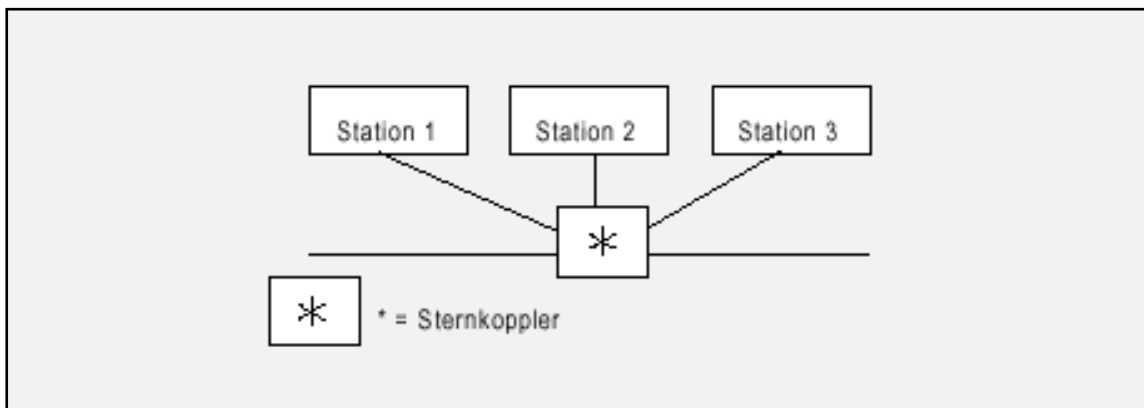 Station 1
Station 2
Station 3
*
* * = Sternkoppler